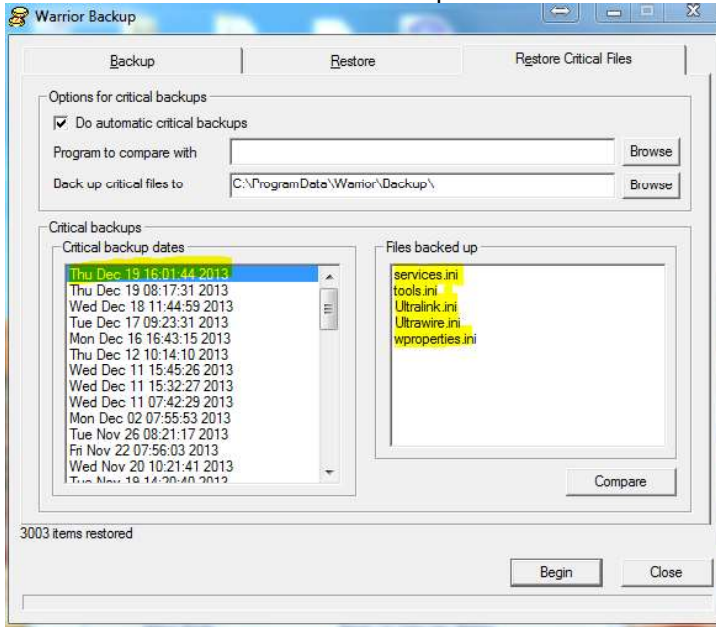 Warrior Backup
Backup
Restore
Restore Critical Files
Options for critical backups
Do automatic critical backups
Program to compare with
Browse
Back up critical files to
C:\ProgramData\Warrior\Backup\
Browse
Critical backups
Critical backup dates
Thu Dec 19 16:01:44 2013
Thu Dec 19 08:17:31 2013
Wed Dec 18 11:44:59 2013
Tue Dec 17 09:23:31 2013
Mon Dec 16 16:43:15 2013
Thu Dec 12 10:14:10 2013
Wed Dec 11 15:45:26 2013
Wed Dec 11 15:32:27 2013
Wed Dec 11 07:42:29 2013
Mon Dec 02 07:55:53 2013
Tue Nov 26 08:21:17 2013
Fri Nov 22 07:56:03 2013
Wed Nov 20 10:21:41 2013
Tue Nov 19 14:20:40 2013
Files backed up
services.ini
tools.ini
Ultralink.ini
Ultrawire.ini
wproperties.ini
Compare
3003 items restored
Begin
Close